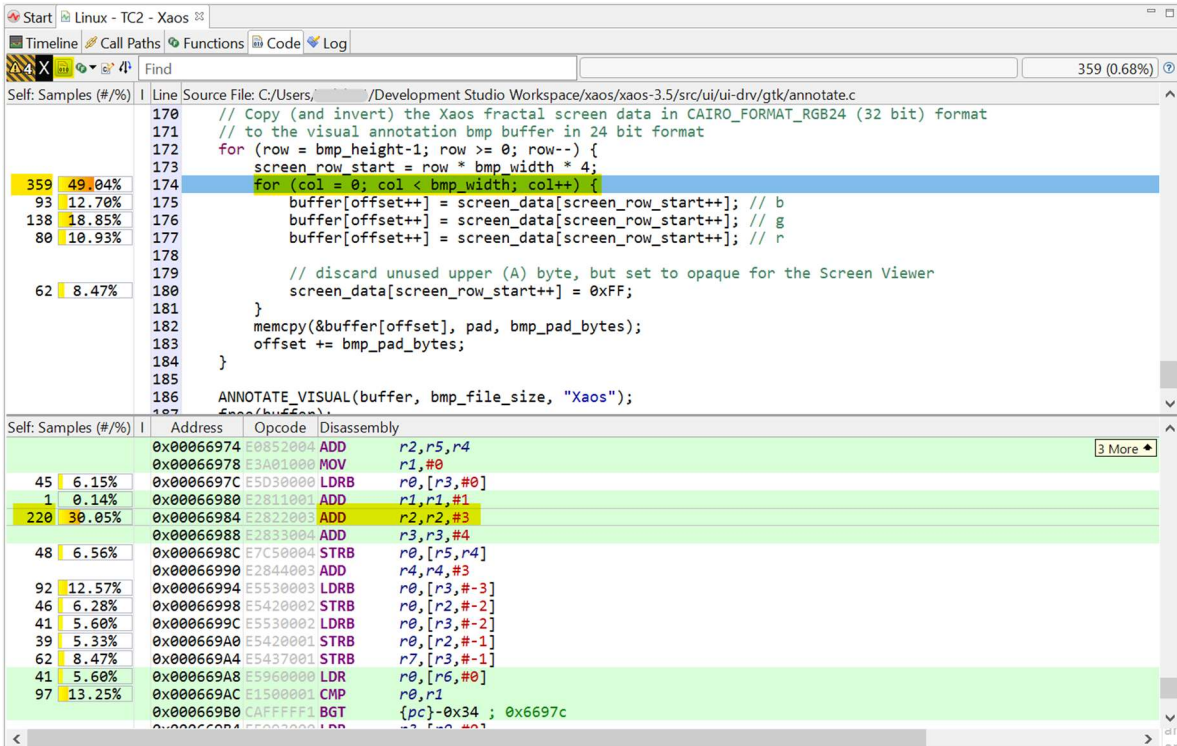 Start Linux - TC2 - Xaos
Timeline Call Paths Functions Code Log
4 X Find 359 (0.68%)
Self: Samples (#/%) I Line Source File: C:/Users/ /Development Studio Workspace/xaos/xaos-3.5/src/ui/ui-drv/gtk/annotate.c
170 // Copy (and invert) the Xaos fractal screen data in CAIRO_FORMAT_RGB24 (32 bit) format
171 // to the visual annotation bmp buffer in 24 bit format
172 for (row = bmp_height-1; row >= 0; row--) {
173 screen_row_start = row * bmp_width * 4;
359 49.04% 174 for (col = 0; col < bmp_width; col++) {
93 12.70% 175 buffer[offset++] = screen_data[screen_row_start++]; // b
138 18.85% 176 buffer[offset++] = screen_data[screen_row_start++]; // g
80 10.93% 177 buffer[offset++] = screen_data[screen_row_start++]; // r
178
179 // discard unused upper (A) byte, but set to opaque for the Screen Viewer
62 8.47% 180 screen_data[screen_row_start++] = 0xFF;
181 }
182 memcpy(&buffer[offset], pad, bmp_pad_bytes);
183 offset += bmp_pad_bytes;
184 }
185
186 ANNOTATE_VISUAL(buffer, bmp_file_size, "Xaos");
187 free(buffer);
Self: Samples (#/%) I Address Opcode Disassembly
0x00066974 E0852004 ADD r2,r5,r4 3 More
0x00066978 E3A01000 MOV r1,#0
45 6.15% 0x0006697C E5D30000 LDRB r0,[r3,#0]
1 0.14% 0x00066980 E2811001 ADD r1,r1,#1
220 30.05% 0x00066984 E2822003 ADD r2,r2,#3
0x00066988 E2833004 ADD r3,r3,#4
48 6.56% 0x0006698C E7C50004 STRB r0,[r5,r4]
0x00066990 E2844003 ADD r4,r4,#3
92 12.57% 0x00066994 E5530003 LDRB r0,[r3,#-3]
46 6.28% 0x00066998 E5420002 STRB r0,[r2,#-2]
41 5.60% 0x0006699C E5530002 LDRB r0,[r3,#-2]
39 5.33% 0x000669A0 E5420001 STRB r0,[r2,#-1]
62 8.47% 0x000669A4 E5437001 STRB r7,[r3,#-1]
41 5.60% 0x000669A8 E5960000 LDR r0,[r6,#0]
97 13.25% 0x000669AC E1500001 CMP r0,r1
0x000669B0 CAFFFFF1 BGT {pc}-0x34 ; 0x6697c